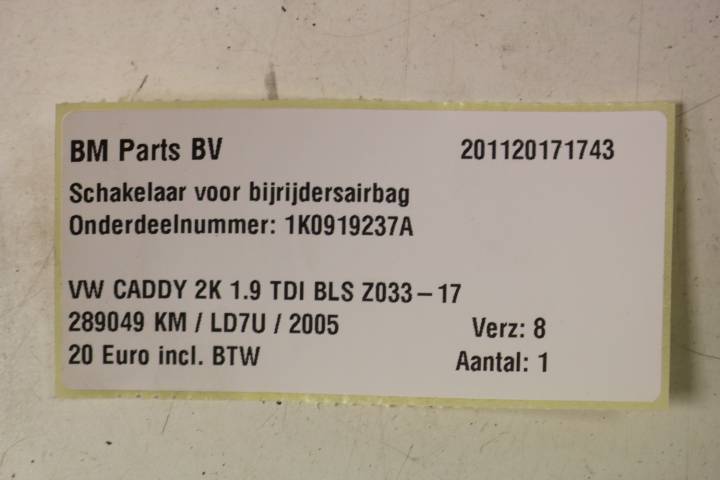 BM Parts BV 201120171743
Schakelaar voor bijrijdersairbag
Onderdeelnummer: 1K0919237A
VW CADDY 2K 1.9 TDI BLS Z033-17
289049 KM / LD7U / 2005 Verz: 8
20 Euro incl. BTW Aantal: 1